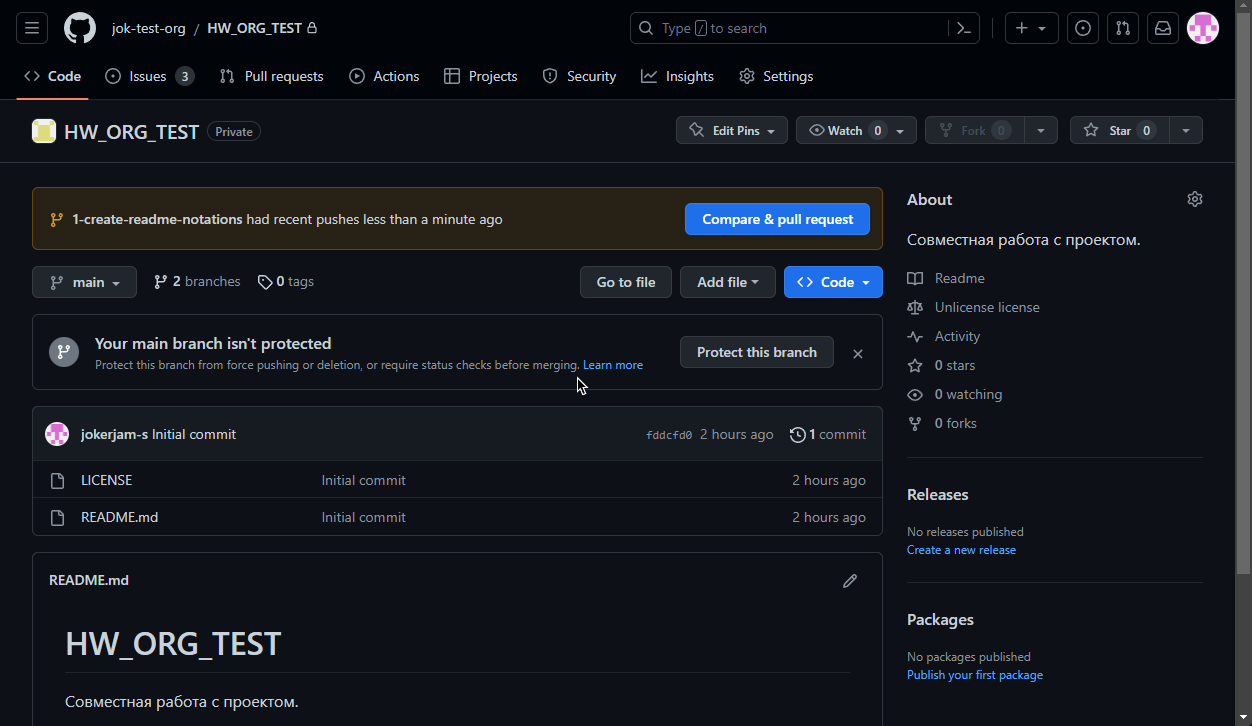 jok-test-org / HW_ORG_TEST
Type / to search
Code Issues 3 Pull requests Actions Projects Security Insights Settings
HW_ORG_TEST Private
Edit Pins Watch 0 Fork 0 Star 0
1-create-readme-notations had recent pushes less than a minute ago
Compare & pull request
main 2 branches 0 tags
Go to file Add file Code
Your main branch isn't protected
Protect this branch from force pushing or deletion, or require status checks before merging. Learn more
Protect this branch
jokerjam-s Initial commit fddcfd0 2 hours ago 1 commit
LICENSE Initial commit 2 hours ago
README.md Initial commit 2 hours ago
README.md
HW_ORG_TEST
Совместная работа с проектом.
About
Совместная работа с проектом.
Readme
Unlicense license
Activity
0 stars
0 watching
0 forks
Releases
No releases published
Create a new release
Packages
No packages published
Publish your first package